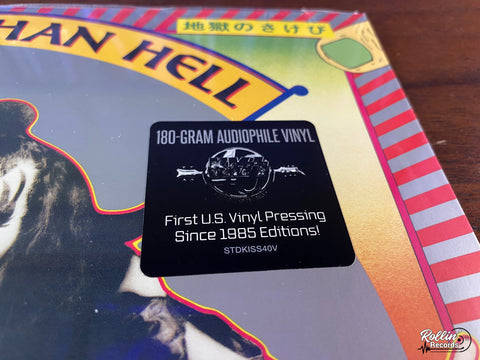 地獄のさけび
HAN HELL
180-GRAM AUDIOPHILE VINYL
First U.S. Vinyl Pressing
Since 1985 Editions!
STDKISS40V
Rollin'
Records